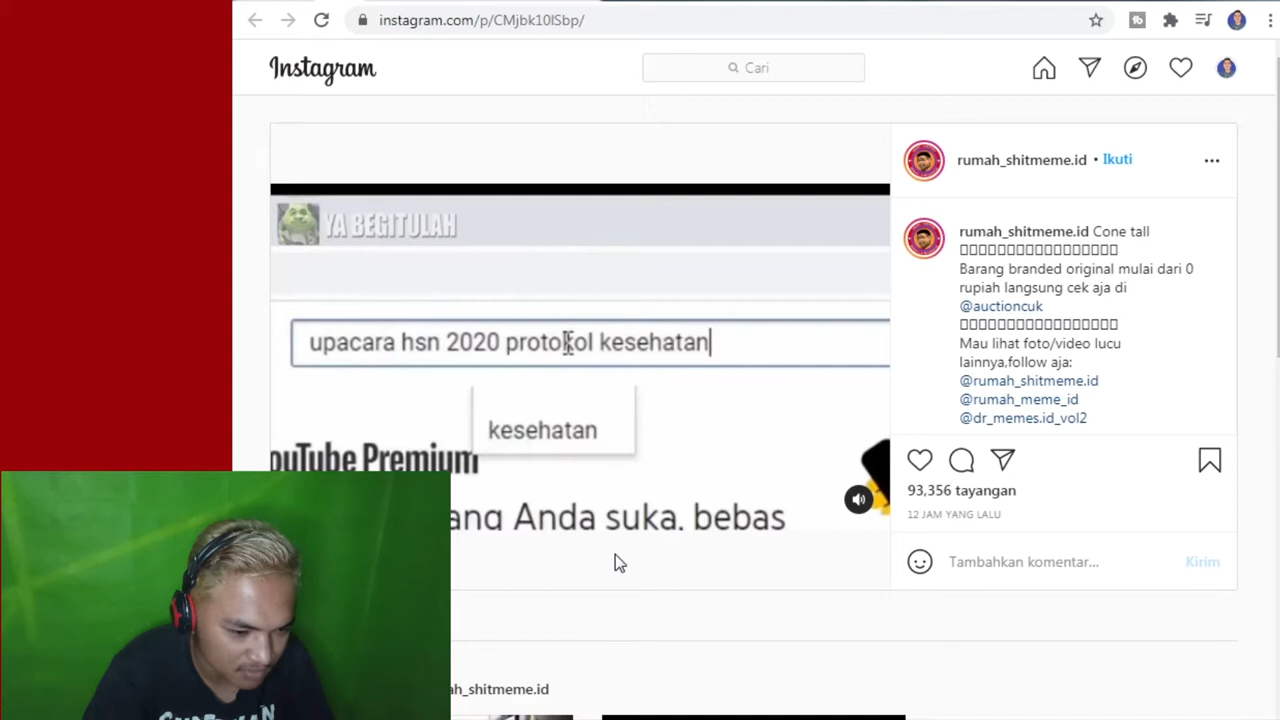 instagram.com/p/CMjbk10lSbp/
Instagram
Cari
rumah_shitmeme.id • Ikuti
YA BEGITULAH
upacara hsn 2020 protokol kesehatan
kesehatan
ouTube Premium
ang Anda suka, bebas
rumah_shitmeme.id Cone tall
Barang branded original mulai dari 0
rupiah langsung cek aja di
@auctioncuk
Mau lihat foto/video lucu
lainnya,follow aja:
@rumah_shitmeme.id
@rumah_meme_id
@dr_memes.id_vol2
93,356 tayangan
12 JAM YANG LALU
Tambahkan komentar...
Kirim
ah_shitmeme.id